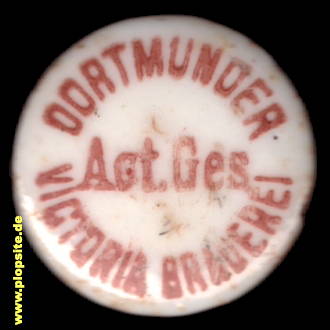 DORTMUNDER
Act. Ges.
VICTORIA BRAUEREI
www.plopsite.de